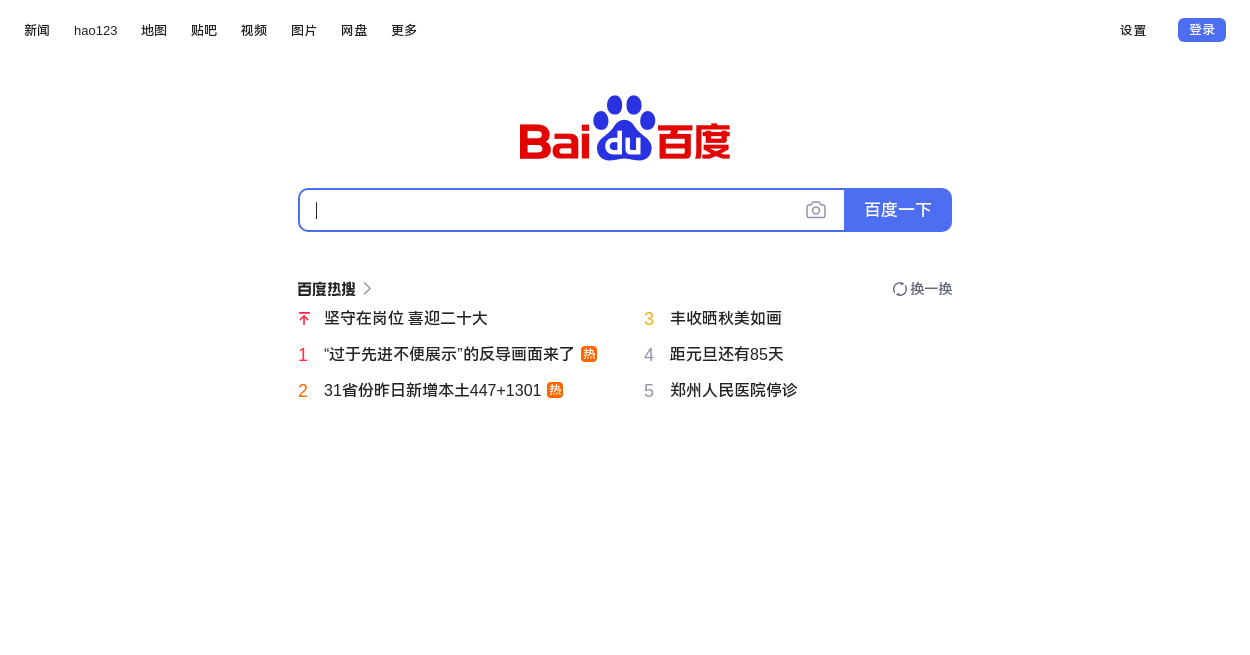 新闻 hao123 地图 贴吧 视频 图片 网盘 更多 设置 登录
Bai du 百度
百度一下
百度热搜 换一换
坚守在岗位 喜迎二十大
1 “过于先进不便展示”的反导画面来了 热
2 31省份昨日新增本土447+1301 热
3 丰收晒秋美如画
4 距元旦还有85天
5 郑州人民医院停诊